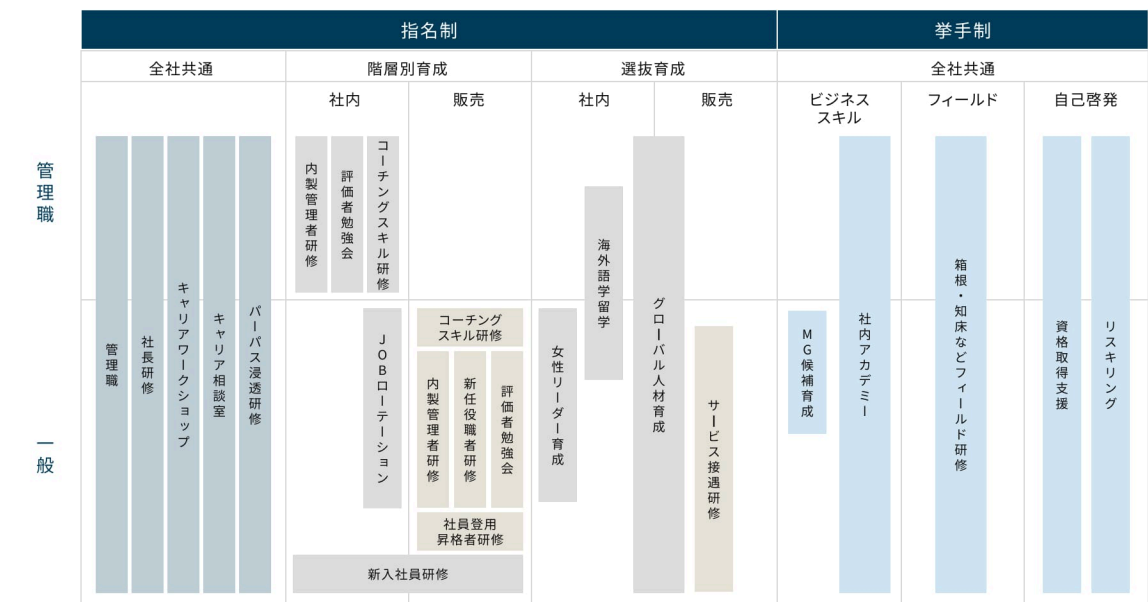 指名制
挙手制
全社共通
階層別育成
選抜育成
全社共通
社内
販売
社内
販売
ビジネス
スキル
フィールド
自己啓発
管理職
一般
管理職
社長研修
キャリアワークショップ
キャリア相談室
パーパス浸透研修
内製管理者研修
評価者勉強会
コーチングスキル研修
JOBローテーション
コーチング
スキル研修
内製管理者研修
新任役職者研修
評価者勉強会
社員登用
昇格者研修
新入社員研修
女性リーダー育成
海外語学留学
グローバル人材育成
サービス接遇研修
MG候補育成
社内アカデミー
箱根・知床などフィールド研修
資格取得支援
リスキリング